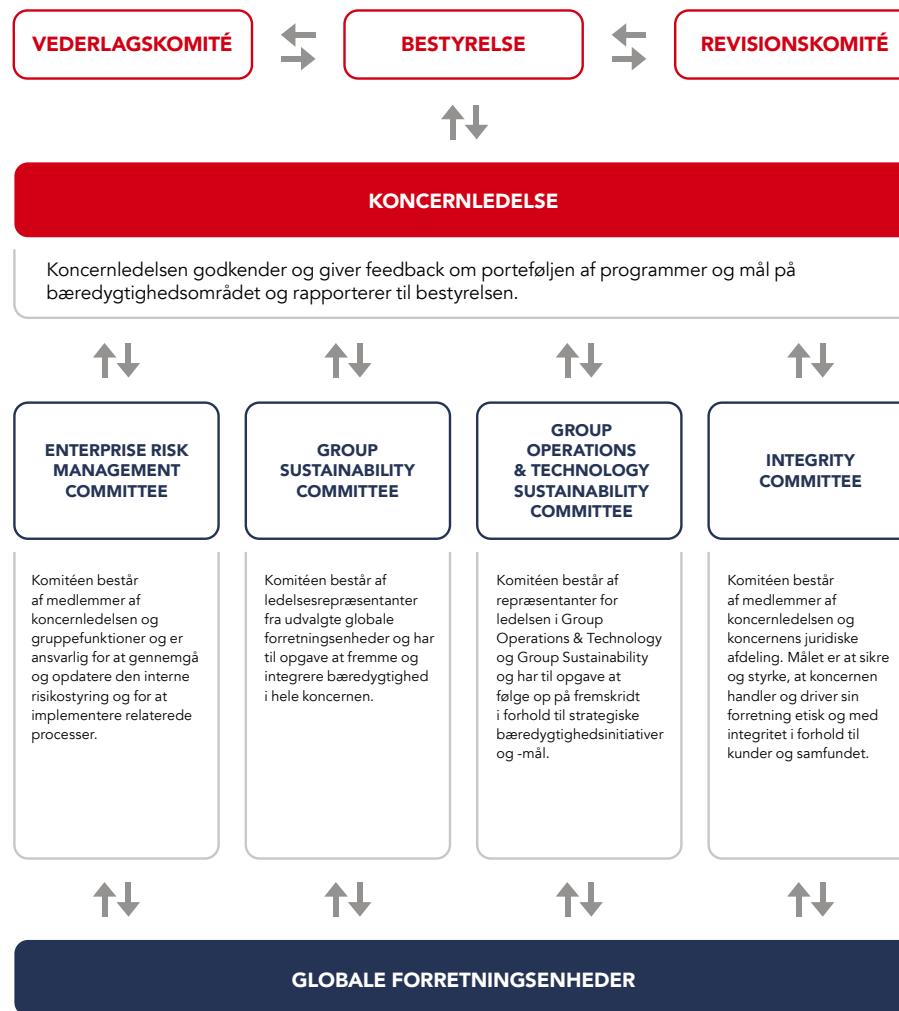 VEDERLAGSKOMITÉ
BESTYRELSE
REVISIONSKOMITÉ
KONCERNLEDELSE
Koncernledelsen godkender og giver feedback om porteføljen af programmer og mål på
bæredygtighedsområdet og rapporterer til bestyrelsen.
ENTERPRISE RISK
MANAGEMENT
COMMITTEE
Komitéen består
af medlemmer af
koncernledelsen og
gruppefunktioner og er
ansvarlig for at gennemgå
og opdatere den interne
risikostyring og for at
implementere relaterede
processer.
GROUP
SUSTAINABILITY
COMMITTEE
Komitéen består af
ledelsesrepræsentanter
fra udvalgte globale
forretningsenheder og har
til opgave at fremme og
integrere bæredygtighed
i hele koncernen.
GROUP
OPERATIONS
& TECHNOLOGY
SUSTAINABILITY
COMMITTEE
Komitéen består af
repræsentanter for
ledelsen i Group
Operations & Technology
og Group Sustainability
og har til opgave at
følge op på fremskridt
i forhold til strategiske
bæredygtighedsinitiativer
og -mål.
INTEGRITY
COMMITTEE
Komitéen består
af medlemmer af
koncernledelsen og
koncernens juridiske
afdeling. Målet er at sikre
og styrke, at koncernen
handler og driver sin
forretning etisk og med
integritet i forhold til
kunder og samfundet.
GLOBALE FORRETNINGSENHEDER